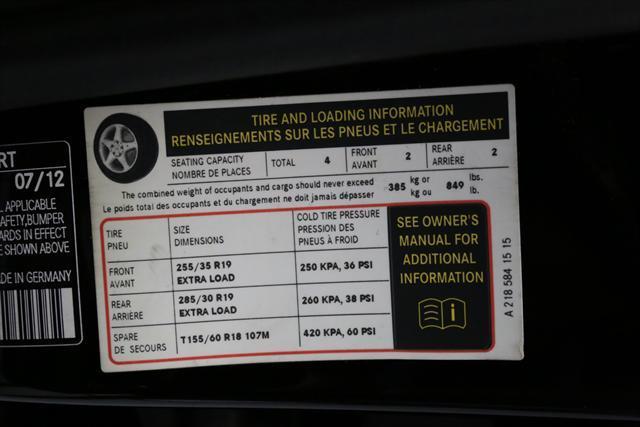 RT
07/12
L APPLICABLE
AFETY,BUMPER
ARDS IN EFFECT
E SHOWN ABOVE
ADE IN GERMANY
TIRE AND LOADING INFORMATION
RENSEIGNEMENTS SUR LES PNEUS ET LE CHARGEMENT
SEATING CAPACITY
NOMBRE DE PLACES
TOTAL 4
FRONT
AVANT
2
REAR
ARRIÈRE
2
The combined weight of occupants and cargo should never exceed
Le poids total des occupants et du chargement ne doit jamais dépasser
385 kg or
kg ou
849 lbs.
lb.
TIRE
PNEU
SIZE
DIMENSIONS
COLD TIRE PRESSURE
PRESSION DES
PNEUS À FROID
FRONT
AVANT
255/35 R19
EXTRA LOAD
250 KPA, 36 PSI
REAR
ARRIÈRE
285/30 R19
EXTRA LOAD
260 KPA, 38 PSI
SPARE
DE SECOURS
T155/60 R18 107M
420 KPA, 60 PSI
SEE OWNER'S
MANUAL FOR
ADDITIONAL
INFORMATION
i
A 218 584 15 15